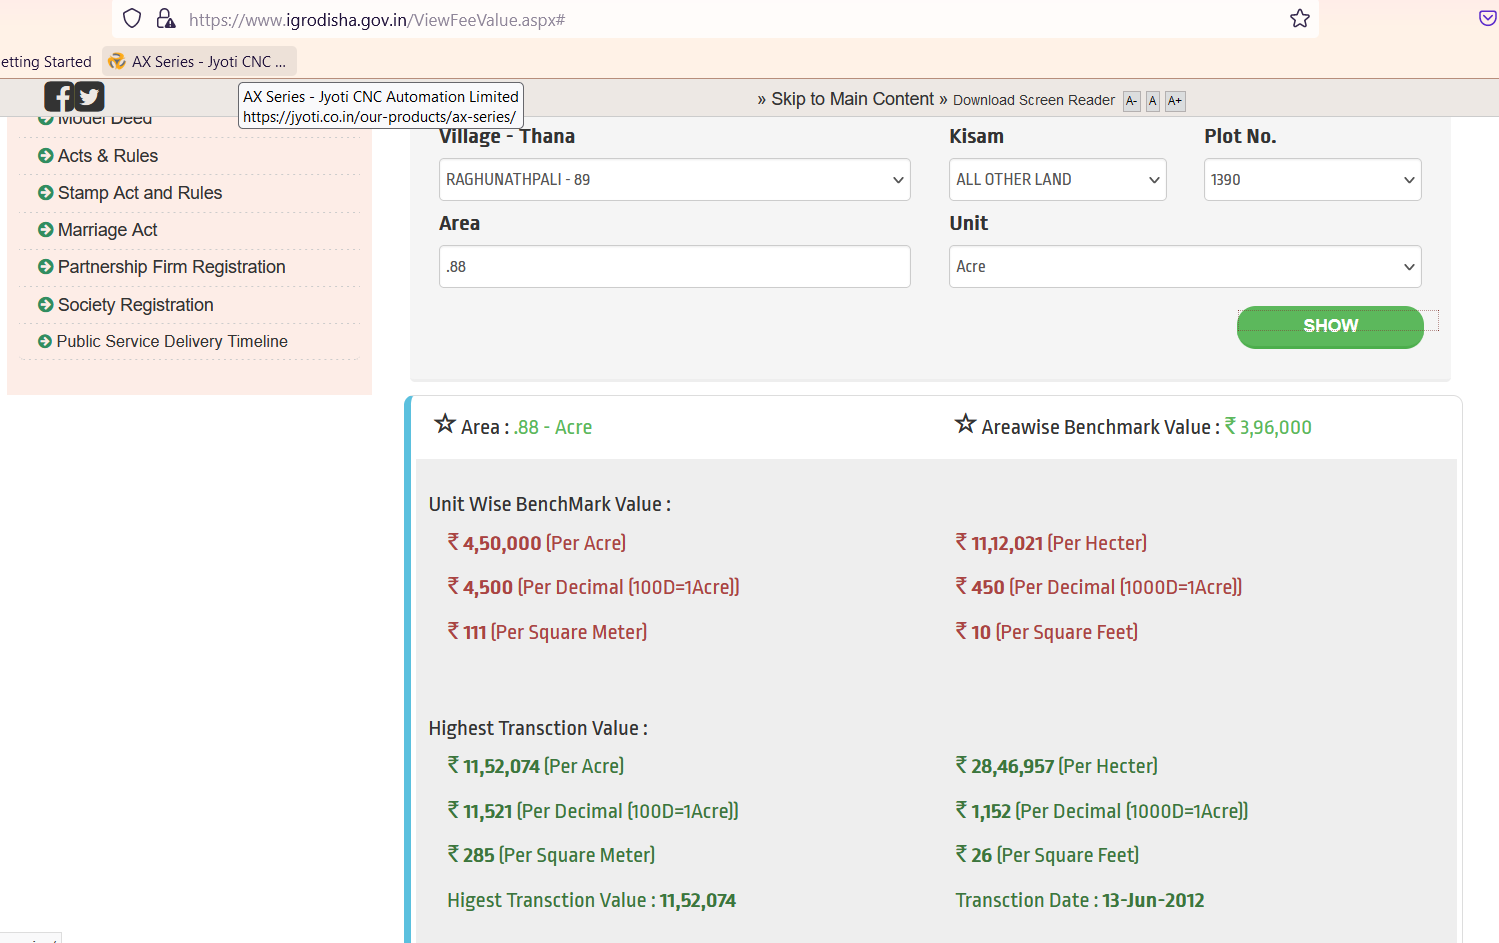 https://www.igrodisha.gov.in/ViewFeeValue.aspx#
etting Started
AX Series - Jyoti CNC ...
AX Series - Jyoti CNC Automation Limited
https://jyoti.co.in/our-products/ax-series/
» Skip to Main Content » Download Screen Reader A- A A+
Model Deed
Acts & Rules
Stamp Act and Rules
Marriage Act
Partnership Firm Registration
Society Registration
Public Service Delivery Timeline
Village - Thana Kisam Plot No.
RAGHUNATHPALI - 89 ALL OTHER LAND 1390
Area Unit
.88 Acre
SHOW
Area : .88 - Acre Areawise Benchmark Value : ₹ 3,96,000
Unit Wise BenchMark Value :
₹ 4,50,000 (Per Acre) ₹ 11,12,021 (Per Hecter)
₹ 4,500 (Per Decimal (100D=1Acre)) ₹ 450 (Per Decimal (1000D=1Acre))
₹ 111 (Per Square Meter) ₹ 10 (Per Square Feet)
Highest Transction Value :
₹ 11,52,074 (Per Acre) ₹ 28,46,957 (Per Hecter)
₹ 11,521 (Per Decimal (100D=1Acre)) ₹ 1,152 (Per Decimal (1000D=1Acre))
₹ 285 (Per Square Meter) ₹ 26 (Per Square Feet)
Higest Transction Value : 11,52,074 Transction Date : 13-Jun-2012